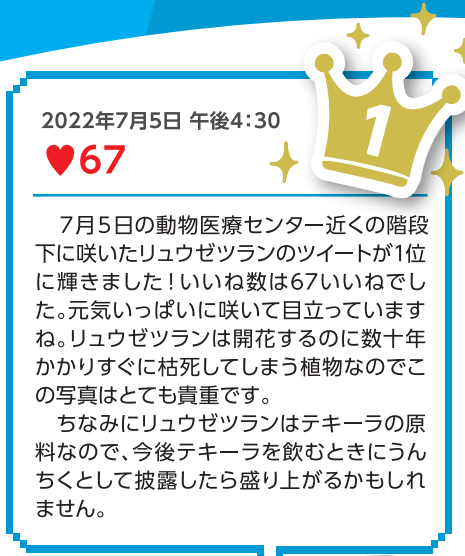 1
2022年7月5日 午後4:30
♥67
7月5日の動物医療センター近くの階段
下に咲いたリュウゼツランのツイートが1位
に輝きました!いいね数は67いいねでし
た。元気いっぱいに咲いて目立っています
ね。リュウゼツランは開花するのに数十年
かかりすぐに枯死してしまう植物なのでこ
の写真はとても貴重です。
ちなみにリュウゼツランはテキーラの原
料なので、今後テキーラを飲むときにうん
ちくとして披露したら盛り上がるかもしれ
ません。